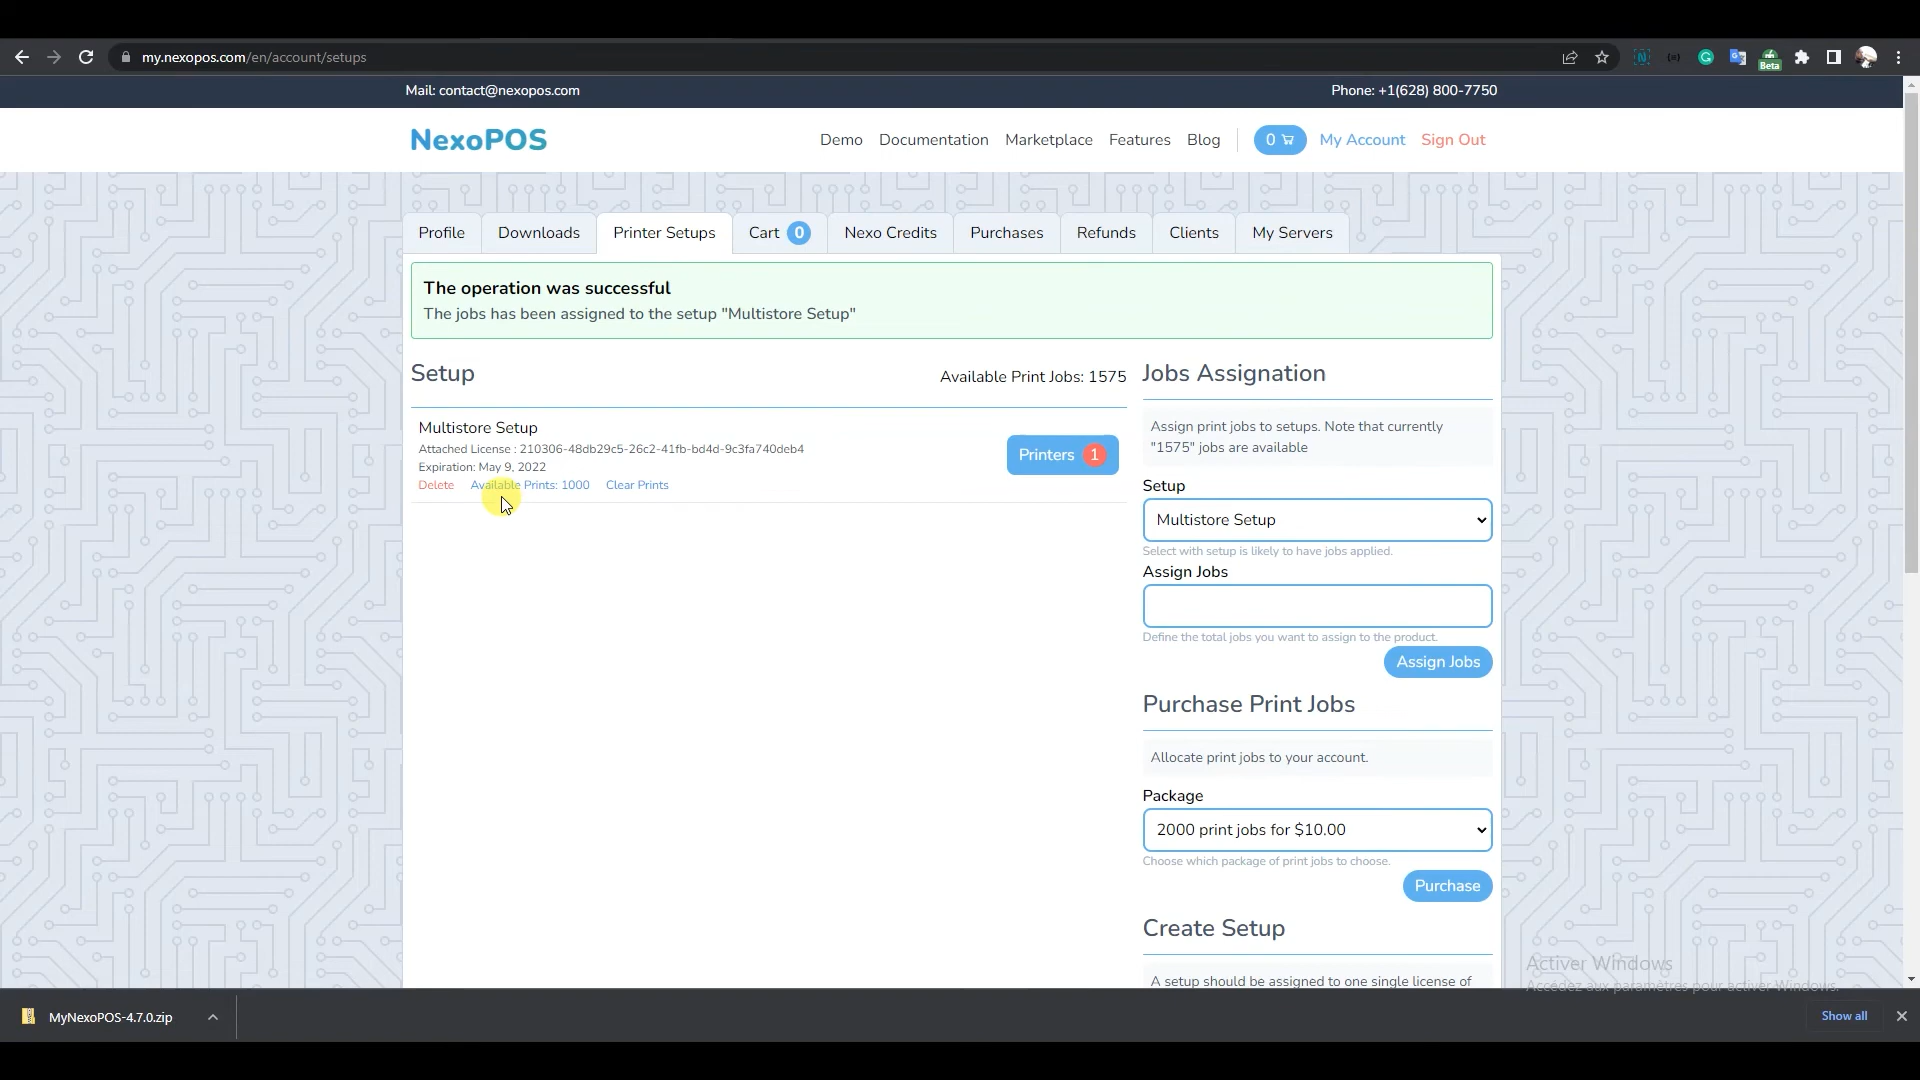 my.nexopos.com/en/account/setups
Beta
Mail: contact@nexopos.com
Phone: +1(628) 800-7750
NexoPOS
Demo Documentation Marketplace Features Blog 0 My Account Sign Out
Profile Downloads Printer Setups Cart 0 Nexo Credits Purchases Refunds Clients My Servers
The operation was successful
The jobs has been assigned to the setup "Multistore Setup"
Setup
Available Print Jobs: 1575
Multistore Setup
Attached License : 210306-48db29c5-26c2-41fb-bd4d-9c3fa740deb4
Expiration: May 9, 2022
Delete Available Prints: 1000 Clear Prints
Printers 1
Jobs Assignation
Assign print jobs to setups. Note that currently
"1575" jobs are available
Setup
Multistore Setup
Select with setup is likely to have jobs applied.
Assign Jobs
Define the total jobs you want to assign to the product.
Assign Jobs
Purchase Print Jobs
Allocate print jobs to your account.
Package
2000 print jobs for $10.00
Choose which package of print jobs to choose.
Purchase
Create Setup
A setup should be assigned to one single license of
Activer Windows
Accédez aux paramètres pour activer Windows.
MyNexoPOS-4.7.0.zip
Show all